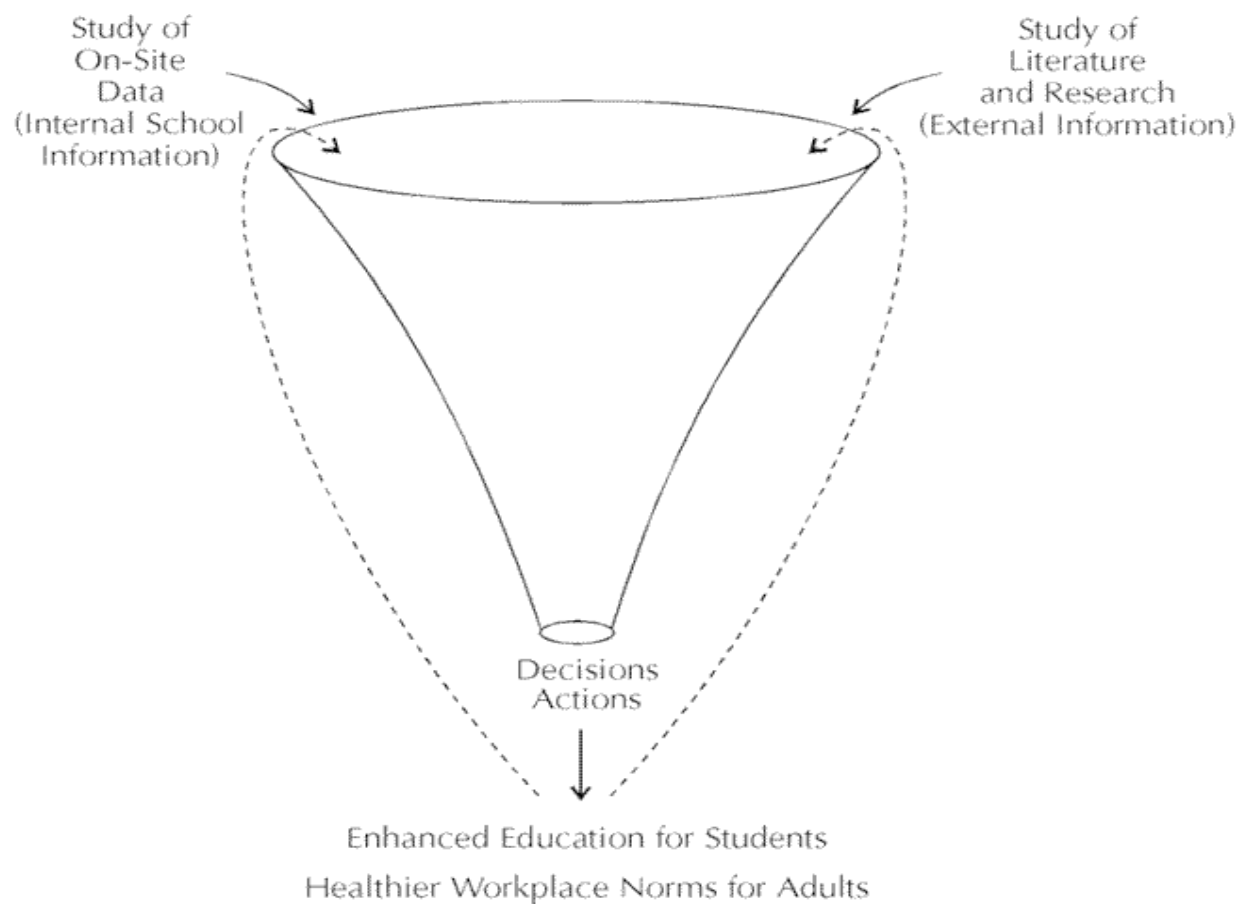 Study of
On-Site
Data
(Internal School
Information)
Study of
Literature
and Research
(External Information)
Decisions
Actions
Enhanced Education for Students
Healthier Workplace Norms for Adults